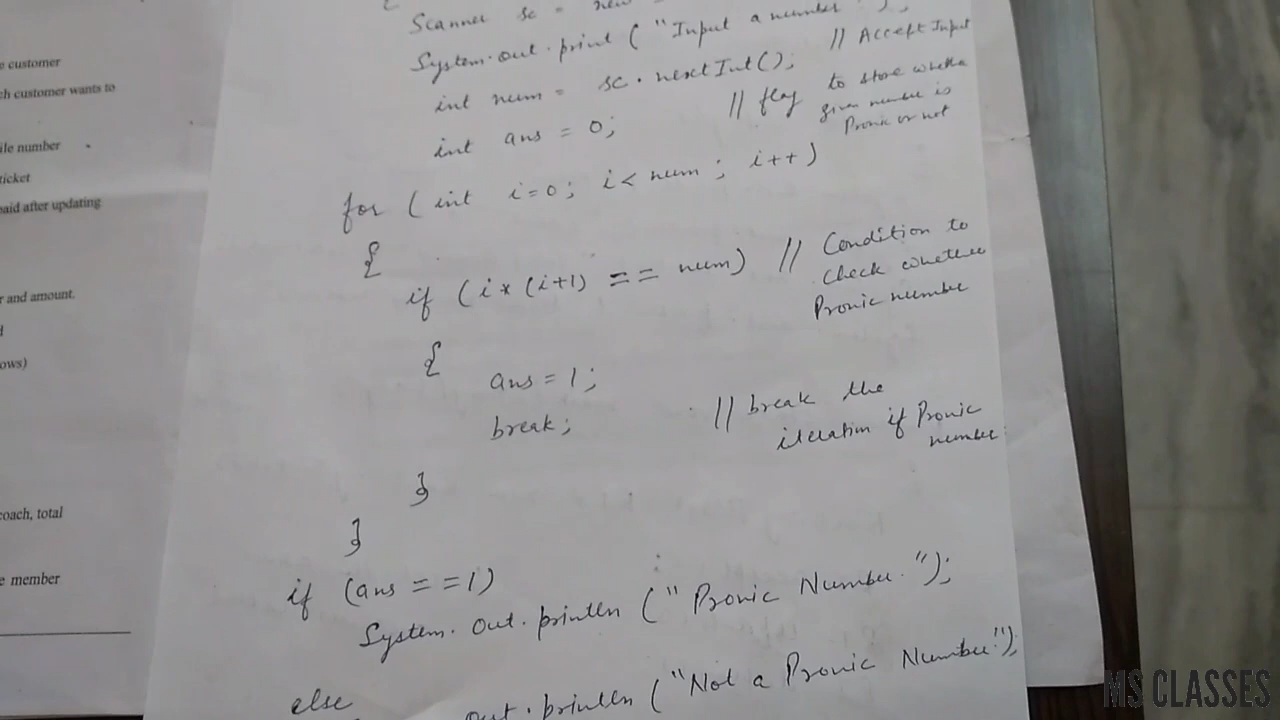 e customer
ch customer wants to
ile number
ticket
paid after updating
r and amount.
ows)
coach, total
e member
{
Scanner sc = new
System.out.print ("Input a number");
int num = sc.nextInt(); // Accept Input
int ans = 0; // flag to store whethe
given number is
Pronic or not
for (int i=0; i<num; i++)
{
if (i*(i+1) == num) // Condition to
Check whether
Pronic number
{
ans = 1;
break; // break the
iteration if Pronic
number.
}
}
if (ans == 1)
System.out.println ("Pronic Number.");
else
out.println ("Not a Pronic Number.");
MS CLASSES